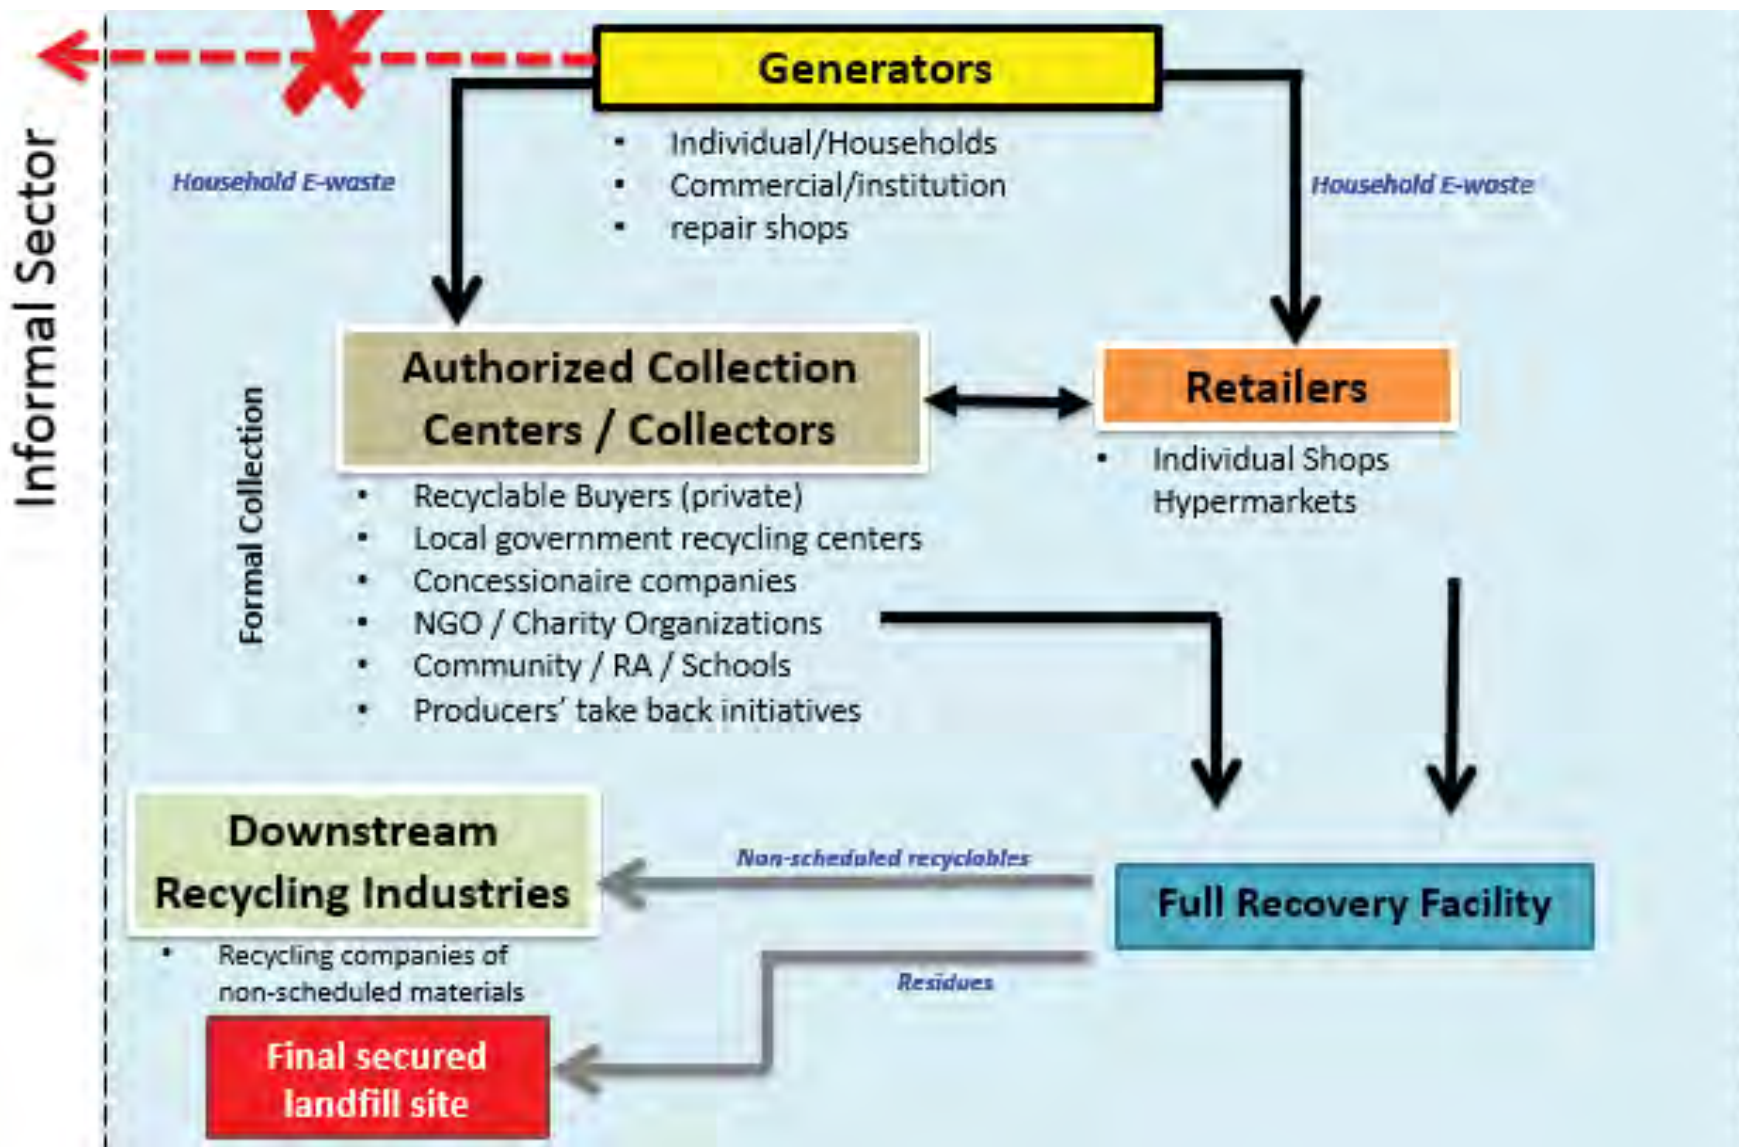 Generators
• Individual/Households
• Commercial/institution
• repair shops
Household E-waste
Household E-waste
Informal Sector
Authorized Collection
Centers / Collectors
Retailers
• Individual Shops
Hypermarkets
Formal Collection
• Recyclable Buyers (private)
• Local government recycling centers
• Concessionaire companies
• NGO / Charity Organizations
• Community / RA / Schools
• Producers’ take back initiatives
Downstream
Recycling Industries
• Recycling companies of
non-scheduled materials
Non-scheduled recyclables
Full Recovery Facility
Residues
Final secured
landfill site